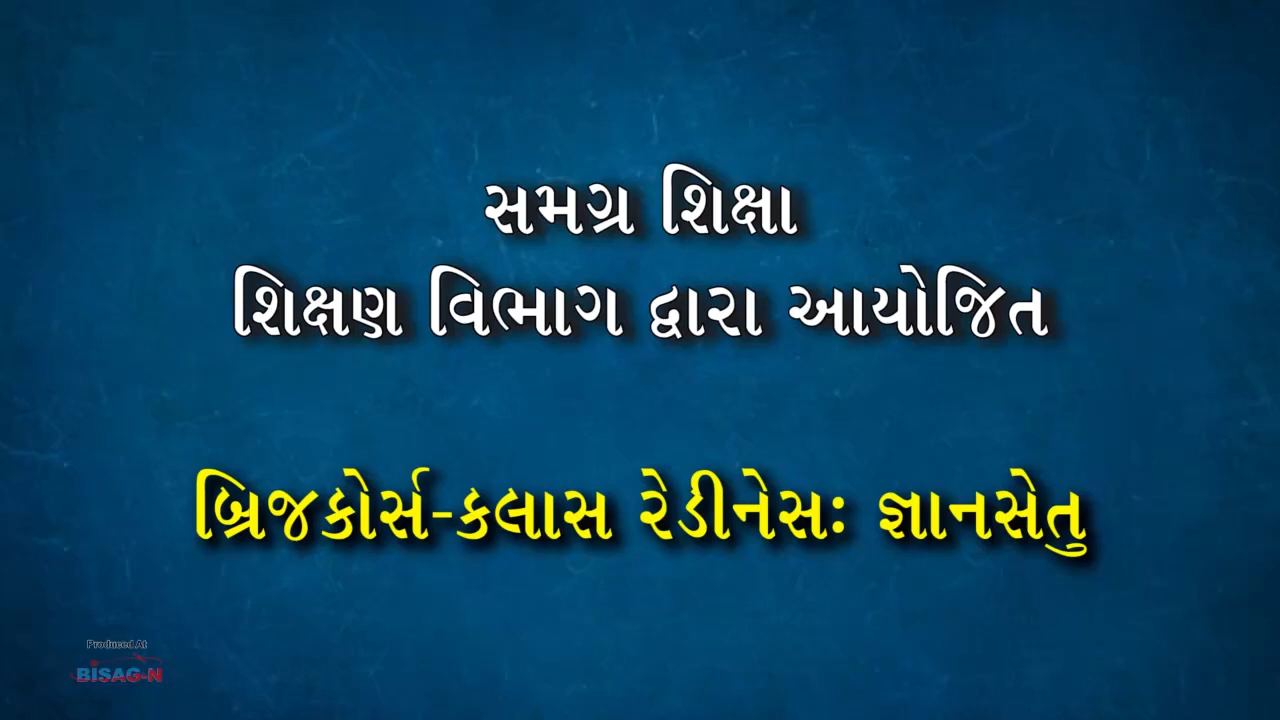 સમગ્ર શિક્ષા
શિક્ષણ વિભાગ દ્વારા આયોજિત
બ્રિજકોર્સ-કલાસ રેડીનેસઃ જ્ઞાનસેતુ
Produced At
BISAG-N